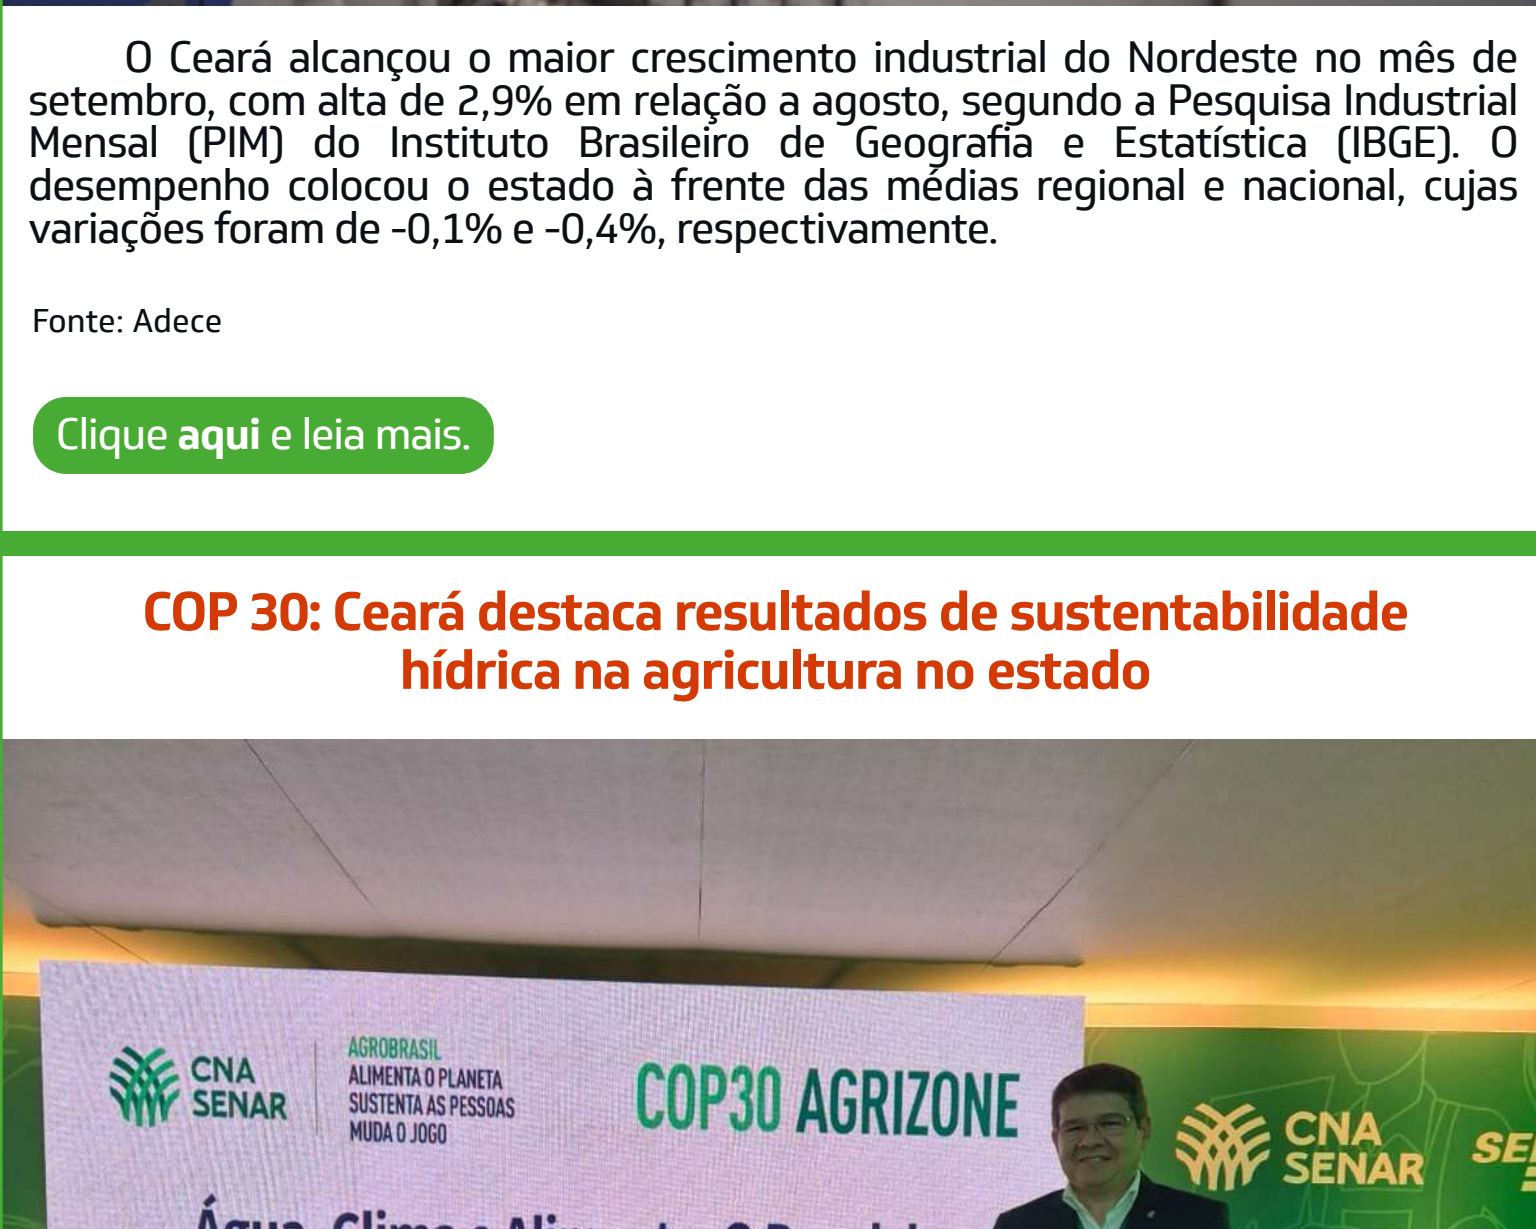 O Ceará alcançou o maior crescimento industrial do Nordeste no mês de
setembro, com alta de 2,9% em relação a agosto, segundo a Pesquisa Industrial
Mensal (PIM) do Instituto Brasileiro de Geografia e Estatística (IBGE). O
desempenho colocou o estado à frente das médias regional e nacional, cujas
variações foram de -0,1% e -0,4%, respectivamente.
Fonte: Adece
Clique aqui e leia mais.
COP 30: Ceará destaca resultados de sustentabilidade
hídrica na agricultura no estado
CNA
SENAR
AGROBRASIL
ALIMENTA O PLANETA
SUSTENTA AS PESSOAS
MUDA O JOGO
COP30 AGRIZONE
CNA
SENAR
Água, Clima e